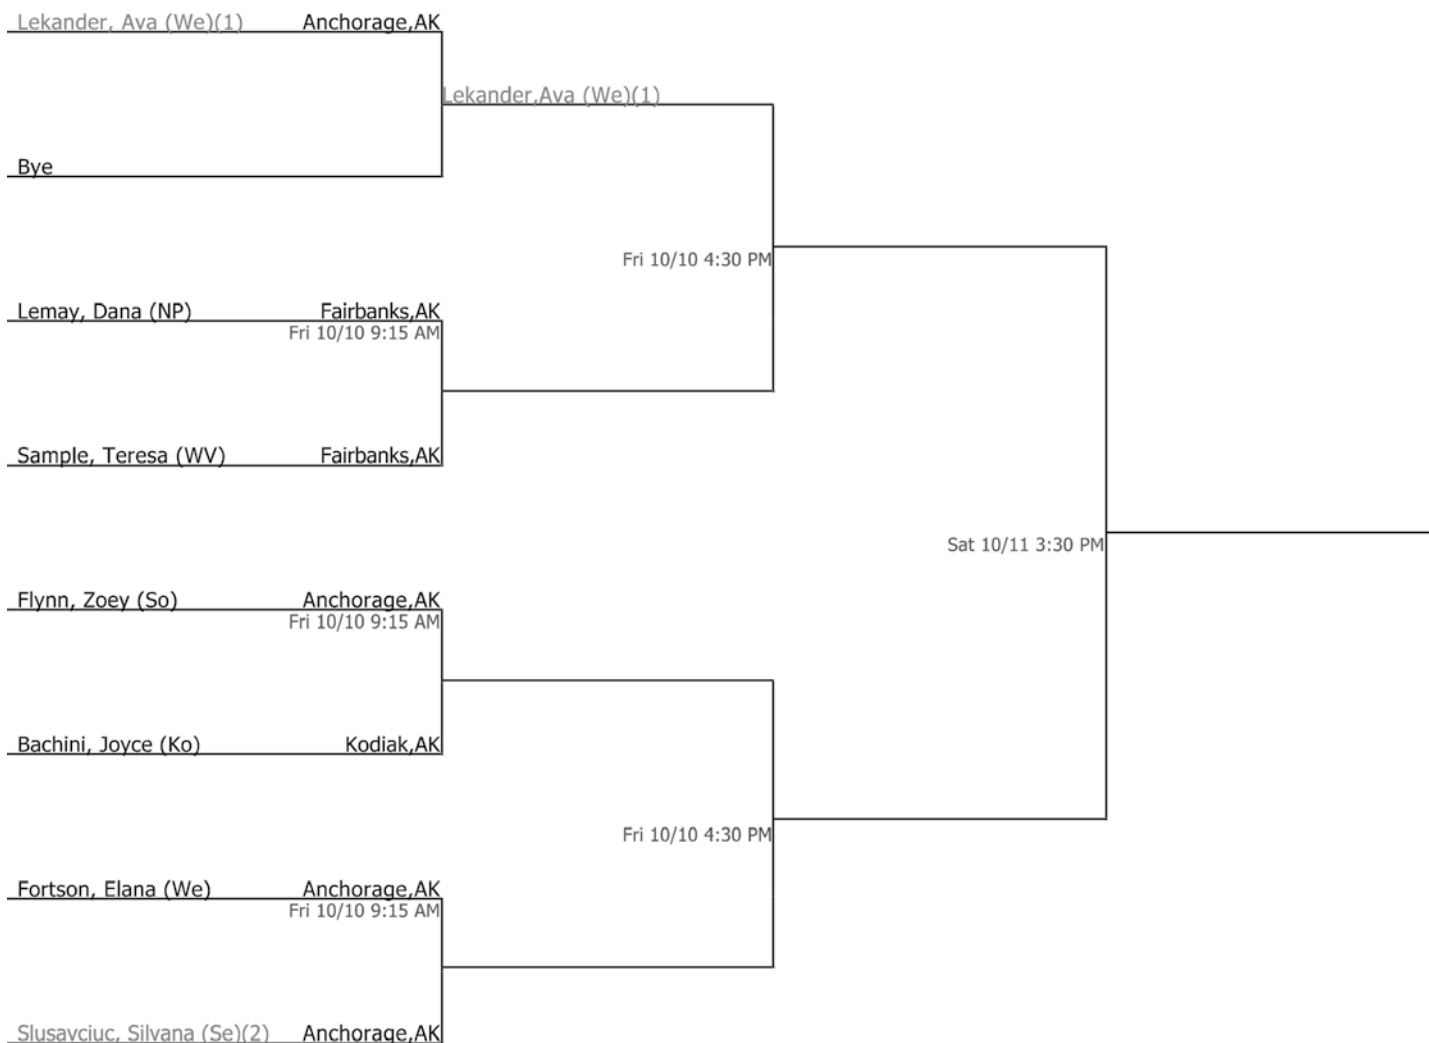 Lekander, Ava (We)(1) Anchorage,AK
Lekander,Ava (We)(1)
Bye
Fri 10/10 4:30 PM
Lemay, Dana (NP) Fairbanks,AK
Fri 10/10 9:15 AM
Sample, Teresa (WV) Fairbanks,AK
Sat 10/11 3:30 PM
Flynn, Zoey (So) Anchorage,AK
Fri 10/10 9:15 AM
Bachini, Joyce (Ko) Kodiak,AK
Fri 10/10 4:30 PM
Fortson, Elana (We) Anchorage,AK
Fri 10/10 9:15 AM
Slusavciuc, Silvana (Se)(2) Anchorage,AK